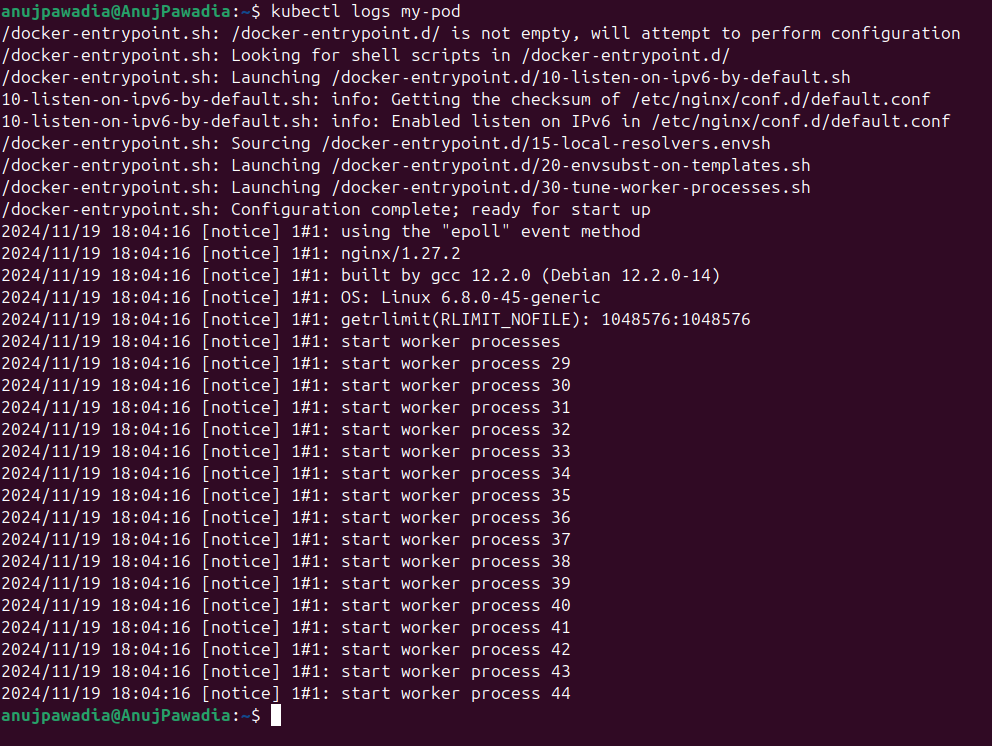 anujpawadia@AnujPawadia:~$ kubectl logs my-pod
/docker-entrypoint.sh: /docker-entrypoint.d/ is not empty, will attempt to perform configuration
/docker-entrypoint.sh: Looking for shell scripts in /docker-entrypoint.d/
/docker-entrypoint.sh: Launching /docker-entrypoint.d/10-listen-on-ipv6-by-default.sh
10-listen-on-ipv6-by-default.sh: info: Getting the checksum of /etc/nginx/conf.d/default.conf
10-listen-on-ipv6-by-default.sh: info: Enabled listen on IPv6 in /etc/nginx/conf.d/default.conf
/docker-entrypoint.sh: Sourcing /docker-entrypoint.d/15-local-resolvers.envsh
/docker-entrypoint.sh: Launching /docker-entrypoint.d/20-envsubst-on-templates.sh
/docker-entrypoint.sh: Launching /docker-entrypoint.d/30-tune-worker-processes.sh
/docker-entrypoint.sh: Configuration complete; ready for start up
2024/11/19 18:04:16 [notice] 1#1: using the "epoll" event method
2024/11/19 18:04:16 [notice] 1#1: nginx/1.27.2
2024/11/19 18:04:16 [notice] 1#1: built by gcc 12.2.0 (Debian 12.2.0-14)
2024/11/19 18:04:16 [notice] 1#1: OS: Linux 6.8.0-45-generic
2024/11/19 18:04:16 [notice] 1#1: getrlimit(RLIMIT_NOFILE): 1048576:1048576
2024/11/19 18:04:16 [notice] 1#1: start worker processes
2024/11/19 18:04:16 [notice] 1#1: start worker process 29
2024/11/19 18:04:16 [notice] 1#1: start worker process 30
2024/11/19 18:04:16 [notice] 1#1: start worker process 31
2024/11/19 18:04:16 [notice] 1#1: start worker process 32
2024/11/19 18:04:16 [notice] 1#1: start worker process 33
2024/11/19 18:04:16 [notice] 1#1: start worker process 34
2024/11/19 18:04:16 [notice] 1#1: start worker process 35
2024/11/19 18:04:16 [notice] 1#1: start worker process 36
2024/11/19 18:04:16 [notice] 1#1: start worker process 37
2024/11/19 18:04:16 [notice] 1#1: start worker process 38
2024/11/19 18:04:16 [notice] 1#1: start worker process 39
2024/11/19 18:04:16 [notice] 1#1: start worker process 40
2024/11/19 18:04:16 [notice] 1#1: start worker process 41
2024/11/19 18:04:16 [notice] 1#1: start worker process 42
2024/11/19 18:04:16 [notice] 1#1: start worker process 43
2024/11/19 18:04:16 [notice] 1#1: start worker process 44
anujpawadia@AnujPawadia:~$